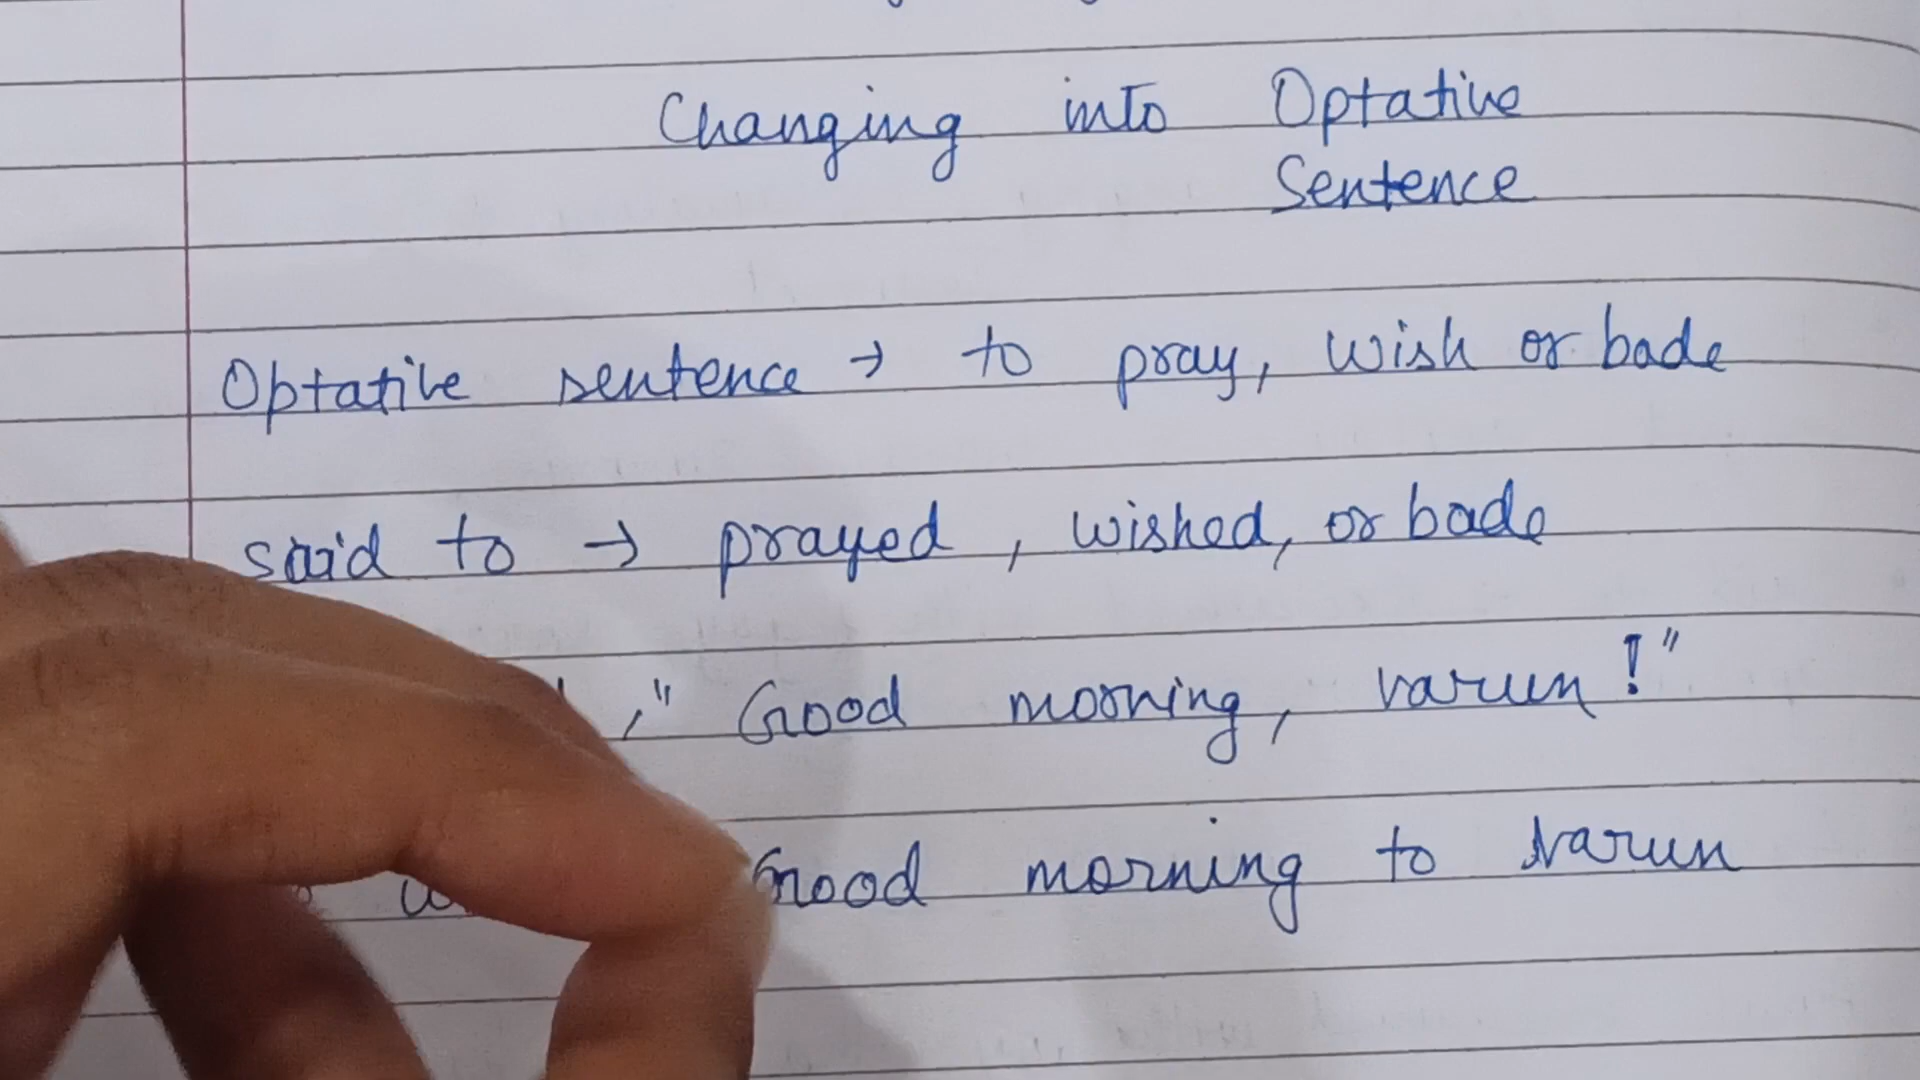 Changing into Optative
Sentence
Optative sentence → to pray, wish or bade
said to → prayed, wished, or bade
," Good morning, varun!"
Good morning to Varun